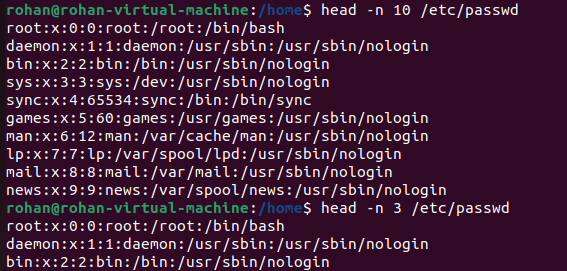 rohan@rohan-virtual-machine:/home$ head -n 10 /etc/passwd
root:x:0:0:root:/root:/bin/bash
daemon:x:1:1:daemon:/usr/sbin:/usr/sbin/nologin
bin:x:2:2:bin:/bin:/usr/sbin/nologin
sys:x:3:3:sys:/dev:/usr/sbin/nologin
sync:x:4:65534:sync:/bin:/bin/sync
games:x:5:60:games:/usr/games:/usr/sbin/nologin
man:x:6:12:man:/var/cache/man:/usr/sbin/nologin
lp:x:7:7:lp:/var/spool/lpd:/usr/sbin/nologin
mail:x:8:8:mail:/var/mail:/usr/sbin/nologin
news:x:9:9:news:/var/spool/news:/usr/sbin/nologin
rohan@rohan-virtual-machine:/home$ head -n 3 /etc/passwd
root:x:0:0:root:/root:/bin/bash
daemon:x:1:1:daemon:/usr/sbin:/usr/sbin/nologin
bin:x:2:2:bin:/bin:/usr/sbin/nologin